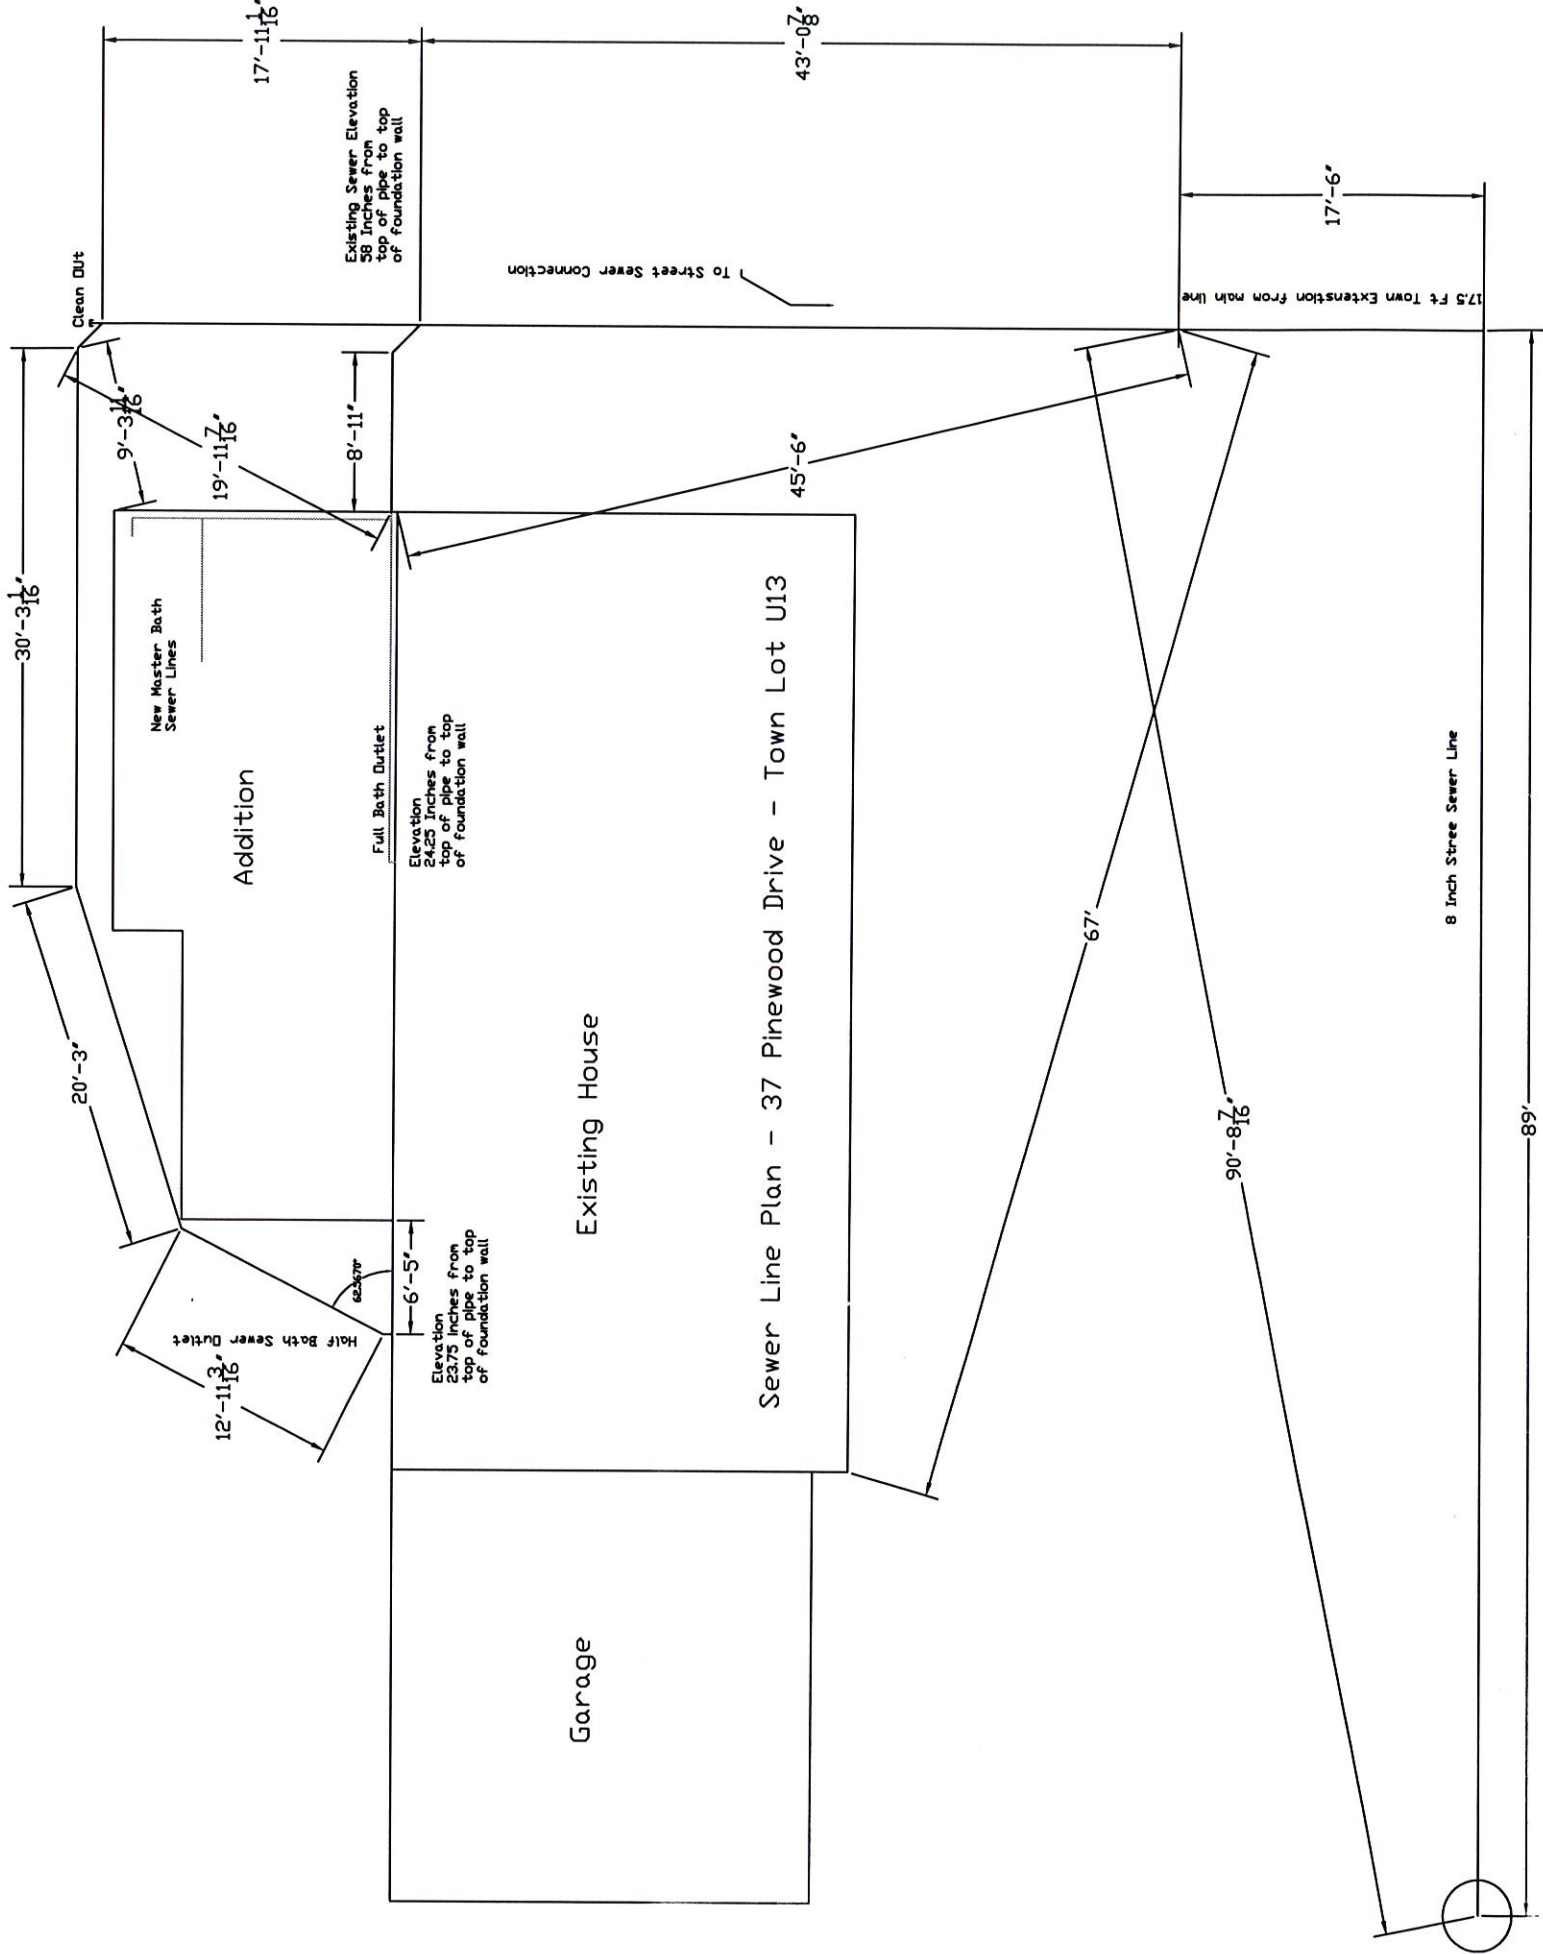 Sewer Line Plan - 37 Pinewood Drive - Town Lot U13
Garage
Existing House
Addition
Half Bath Sewer Outlet
12'-11 3/16"
20'-3"
30'-3 1/16"
62.5670°
6'-5"
Elevation
23.75 Inches from
top of pipe to top
of foundation wall
New Master Bath
Sewer Lines
Full Bath Outlet
Elevation
24.25 Inches from
top of pipe to top
of foundation wall
Clean OUt
9'-3 11/16"
19'-11 7/16"
8'-11"
17'-11 1/16"
Existing Sewer Elevation
58 Inches from
top of pipe to top
of foundation wall
To Street Sewer Connection
43'-0 7/8"
45'-6"
67'
90'-8 7/16"
17.5 Ft Town Extenstion from main line
17'-6"
8 Inch Stree Sewer Line
89'